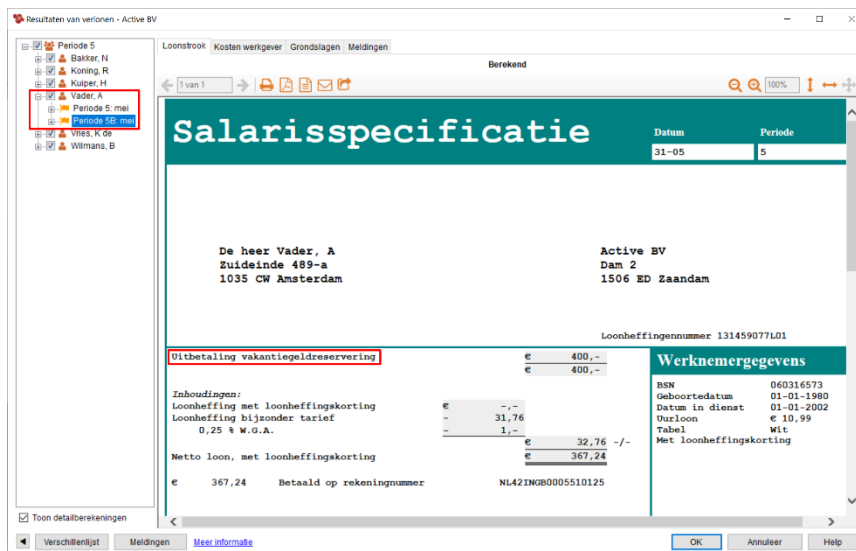 Resultaten van verlonen - Active BV
Periode 5
Bakker, N
Koning, R
Kuiper, H
Vader, A
Periode 5: mei
Periode 5B: mei
Vries, K de
Wilmans, B
Toon detailberekeningen
Loonstrook Kosten werkgever Grondslagen Meldingen
Berekend
1 van 1 100%
Salarisspecificatie
Datum Periode
31-05 5
De heer Vader, A Active BV
Zuideinde 489-a Dam 2
1035 CW Amsterdam 1506 ED Zaandam
Loonheffingennummer 131459077L01
Uitbetaling vakantiegeldreservering € 400,-
€ 400,-
Inhoudingen:
Loonheffing met loonheffingskorting € -,-
Loonheffing bijzonder tarief - 31,76
0,25 % W.G.A. - 1,-
€ 32,76 -/-
Netto loon, met loonheffingskorting € 367,24
€ 367,24 Betaald op rekeningnummer NL42INGB0005510125
Werknemergegevens
BSN 060316573
Geboortedatum 01-01-1980
Datum in dienst 01-01-2002
Uurloon € 10,99
Tabel Wit
Met loonheffingskorting
Verschillenlijst Meldingen Meer informatie OK Annuleer Help